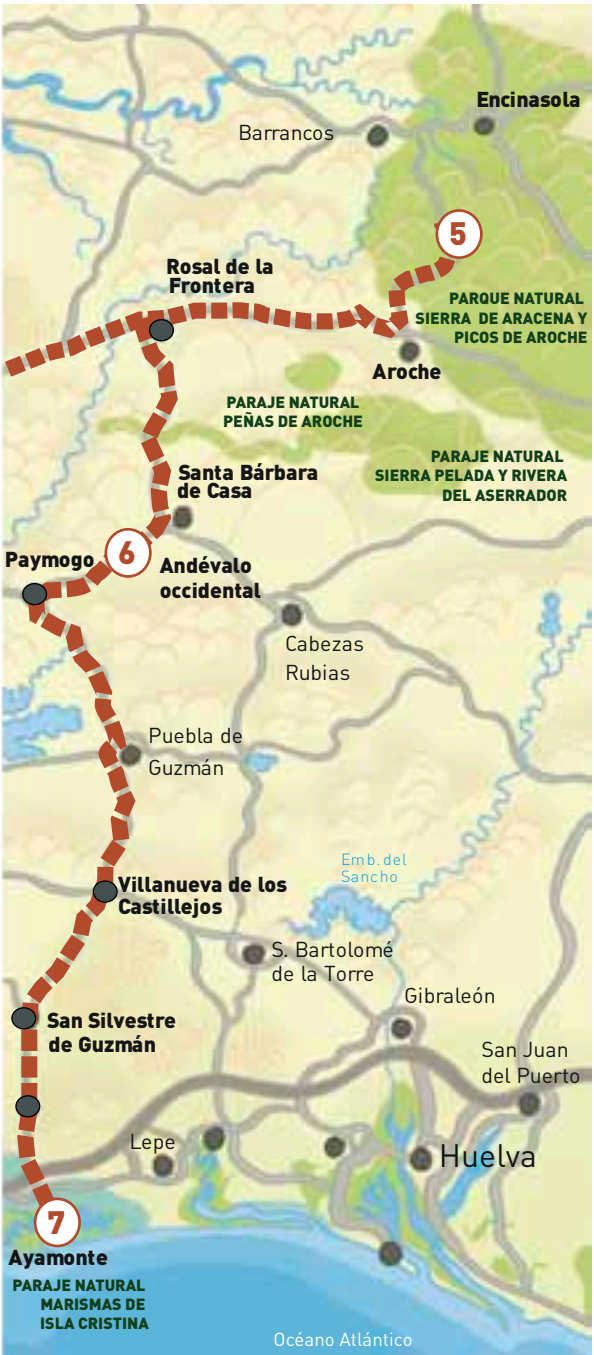 Encinasola
Barrancos
5
Rosal de la
Frontera
PARQUE NATURAL
SIERRA DE ARACENA Y
PICOS DE AROCHE
Aroche
PARAJE NATURAL
PEÑAS DE AROCHE
PARAJE NATURAL
SIERRA PELADA Y RIVERA
DEL ASERRADOR
Santa Bárbara
de Casa
6
Paymogo
Andévalo
occidental
Cabezas
Rubias
Puebla de
Guzmán
Emb. del
Sancho
Villanueva de los
Castillejos
S. Bartolomé
de la Torre
Gibraleón
San Silvestre
de Guzmán
San Juan
del Puerto
Lepe
Huelva
7
Ayamonte
PARAJE NATURAL
MARISMAS DE
ISLA CRISTINA
Océano Atlántico